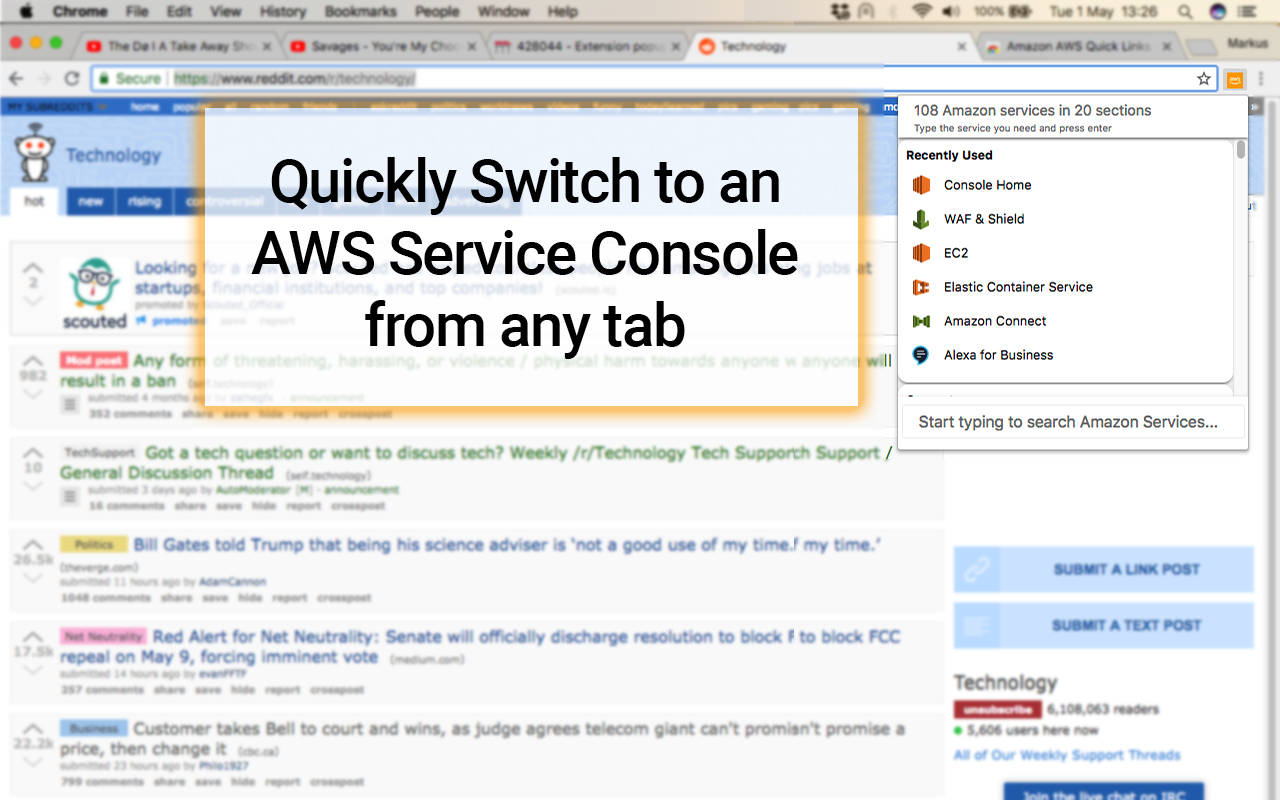 Chrome File Edit View History Bookmarks People Window Help 100% Tue 1 May 13:26
The Dø I A Take Away Sho
Savages - You're My Choc
428044 - Extension popu
Technology
Amazon AWS Quick Links
Markus
Secure https://www.reddit.com/r/technology/
MY SUBREDDITS home
Technology
hot new rising controversial
Quickly Switch to an
AWS Service Console
from any tab
108 Amazon services in 20 sections
Type the service you need and press enter
Recently Used
Console Home
WAF & Shield
EC2
Elastic Container Service
Amazon Connect
Alexa for Business
Start typing to search Amazon Services...
2
Looking for a
jobs at
startups, financial institutions, and top companies!
promoted by Scouted_Official
scouted
promoted save report
982
Mod post Any form of threatening, harassing, or violence / physical harm towards anyone w anyone will
result in a ban (self.technology)
submitted 4 months ago announcement
352 comments share save hide report crosspost
10
TechSupport Got a tech question or want to discuss tech? Weekly /r/Technology Tech Support h Support /
General Discussion Thread (self.technology)
submitted 3 days ago by AutoModerator [M] - announcement
16 comments share save hide report crosspost
26.5k
Politics Bill Gates told Trump that being his science adviser is ‘not a good use of my time.f my time.’
(theverge.com)
submitted 11 hours ago by AdamCannon
1048 comments share save hide report crosspost
17.5k
Net Neutrality Red Alert for Net Neutrality: Senate will officially discharge resolution to block F to block FCC
repeal on May 9, forcing imminent vote (medium.com)
submitted 14 hours ago by evanFFTF
257 comments share save hide report crosspost
22.2k
Business Customer takes Bell to court and wins, as judge agrees telecom giant can’t promisn’t promise a
price, then change it (cbc.ca)
submitted 23 hours ago by Philo1927
799 comments share save hide report crosspost
SUBMIT A LINK POST
SUBMIT A TEXT POST
Technology
unsubscribe 6,108,063 readers
5,606 users here now
All of Our Weekly Support Threads
Join the live chat on IRC